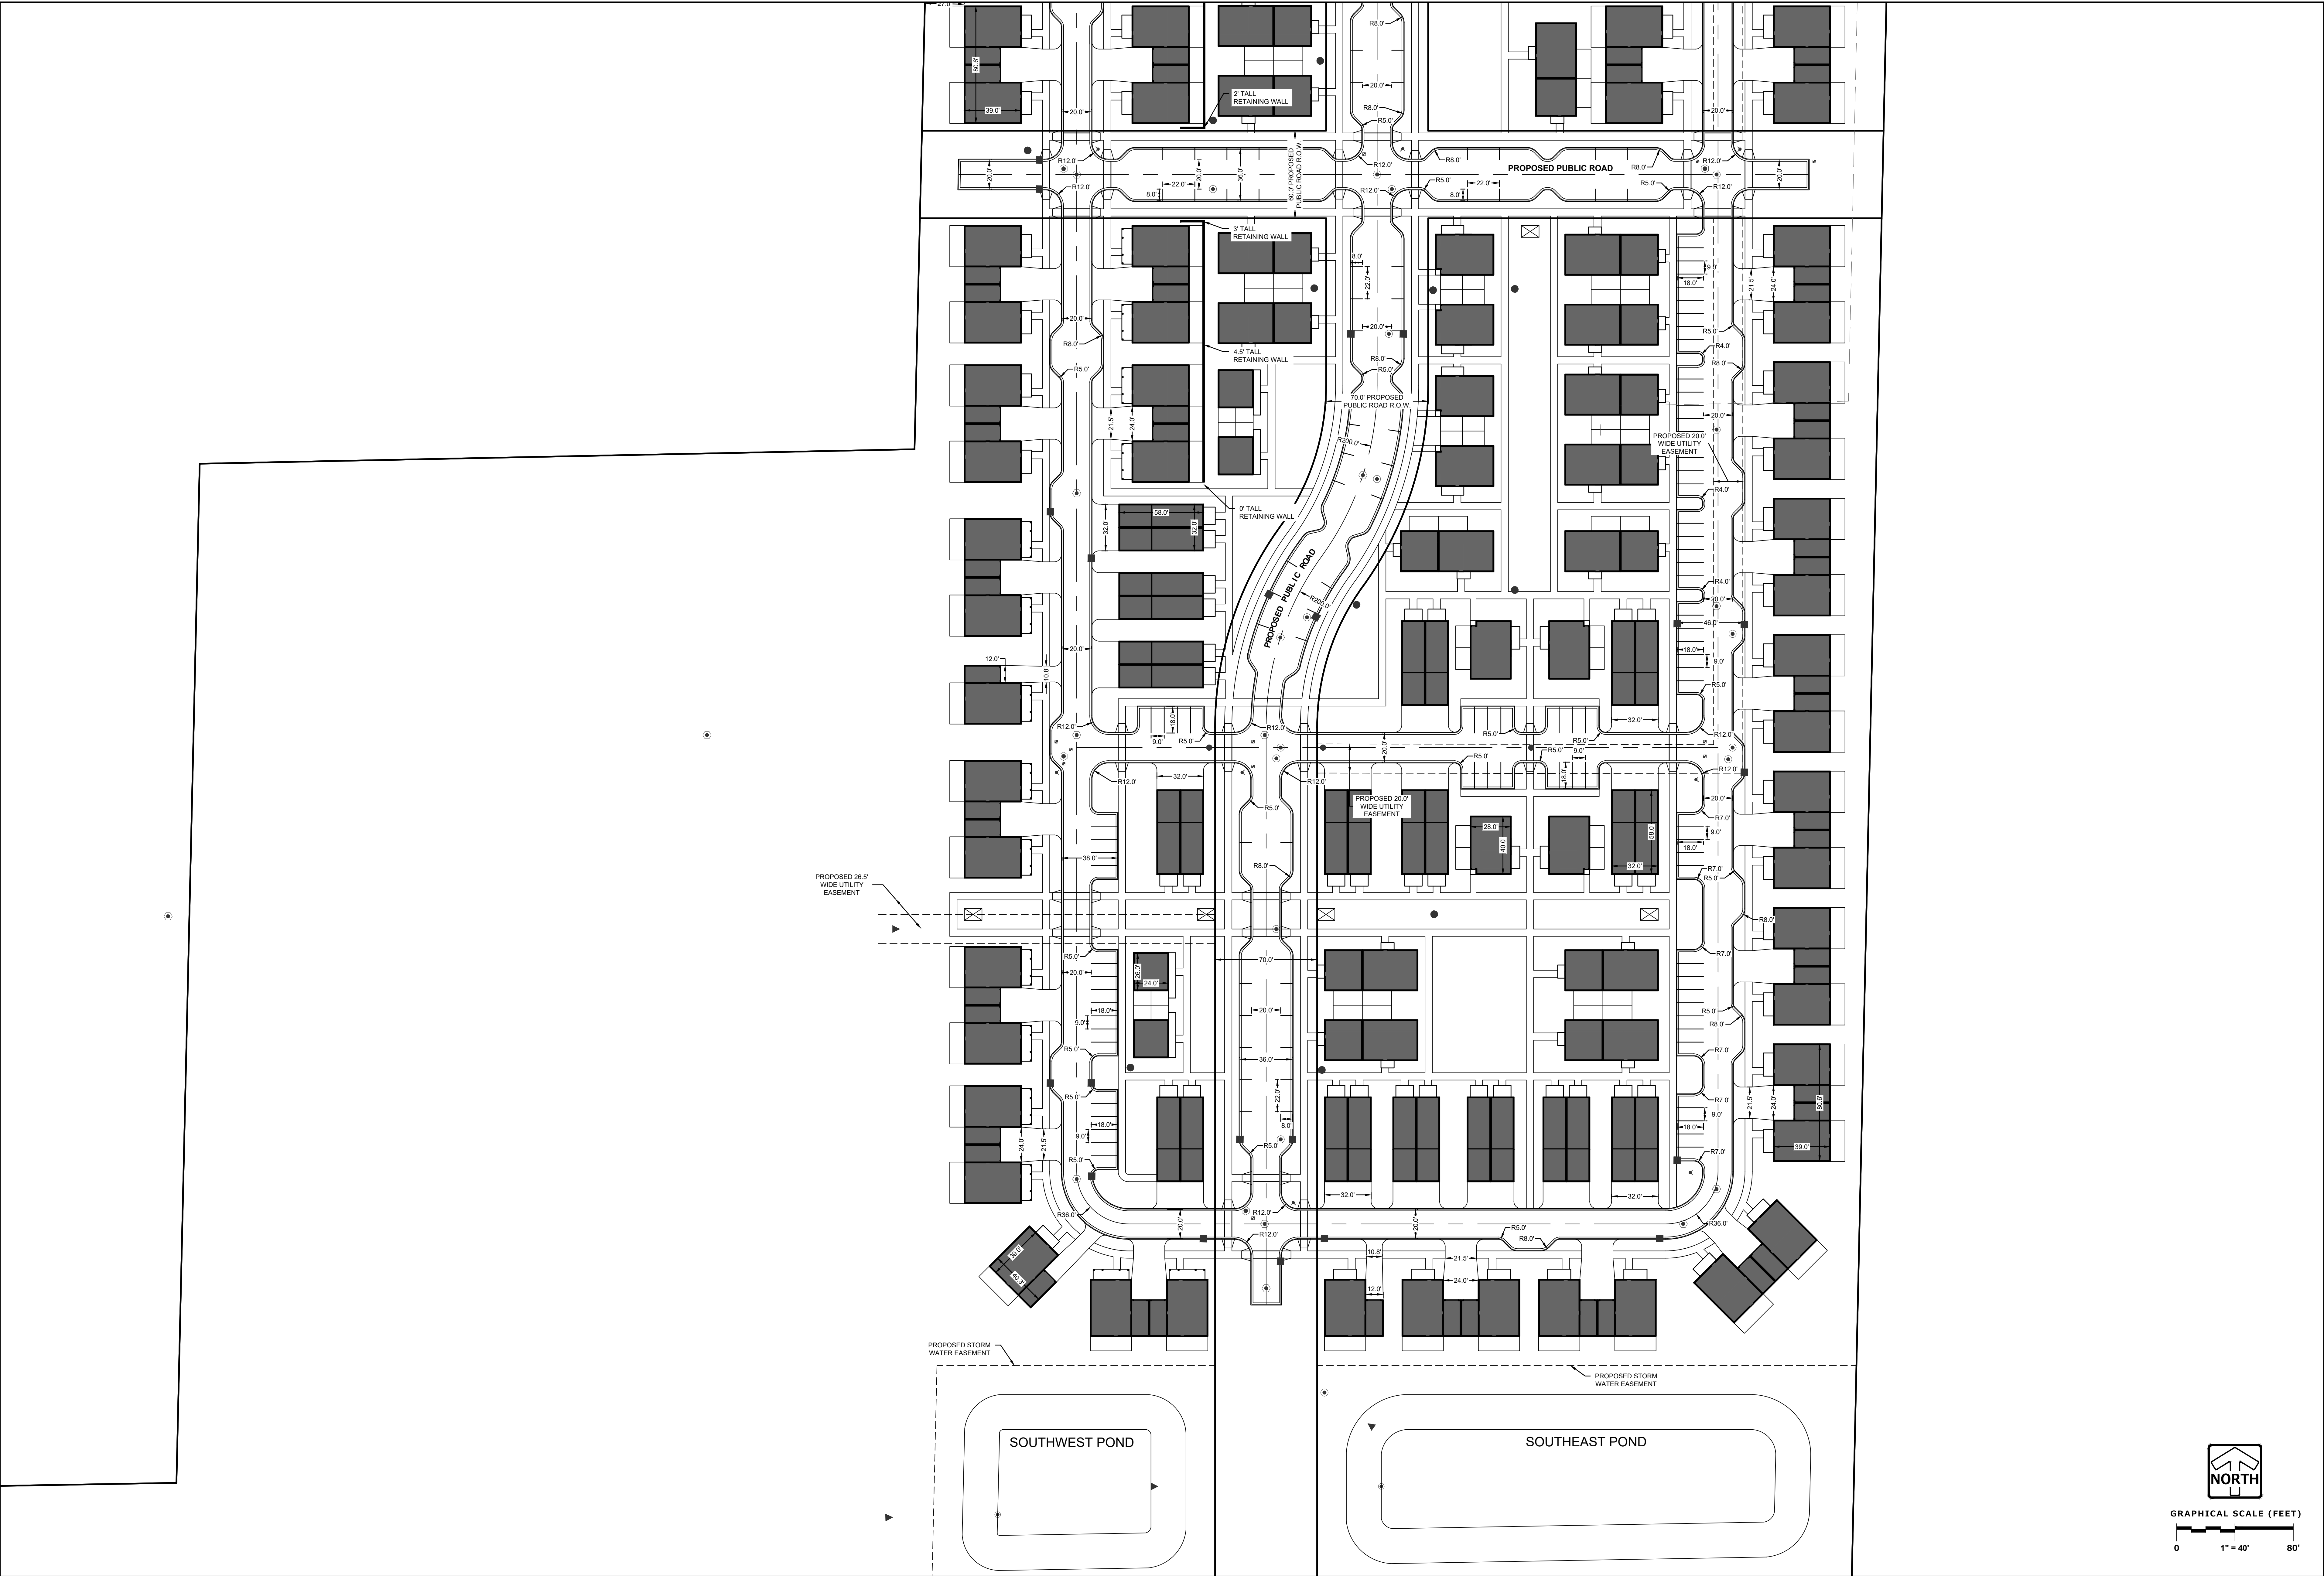 27.0'
80.6'
39.0'
20.0'
2' TALL
RETAINING WALL
R8.0'
20.0'
R8.0'
R5.0'
20.0'
R12.0'
20.0'
R12.0'
22.0'
8.0'
20.0'
36.0'
60.0' PROPOSED
PUBLIC ROAD R.O.W.
R12.0'
R12.0'
R8.0'
PROPOSED PUBLIC ROAD
R8.0'
R5.0'
22.0'
8.0'
R5.0'
R12.0'
R12.0'
20.0'
3' TALL
RETAINING WALL
8.0'
22.0'
20.0'
R8.0'
R5.0'
9.0'
18.0'
21.5'
24.0'
20.0'
R8.0'
R5.0'
4.5' TALL
RETAINING WALL
R5.0'
R4.0'
R8.0'
70.0' PROPOSED
PUBLIC ROAD R.O.W.
21.5'
24.0'
R200.0'
20.0'
PROPOSED 20.0'
WIDE UTILITY
EASEMENT
R4.0'
32.0'
58.0'
32.0'
0' TALL
RETAINING WALL
PROPOSED PUBLIC ROAD
R200.0'
R4.0'
20.0'
46.0'
18.0'
9.0'
R5.0'
20.0'
12.0'
10.8'
R12.0'
18.0'
9.0'
R5.0'
R12.0'
20.0'
R5.0'
R5.0'
32.0'
R12.0'
R5.0'
R5.0'
9.0'
18.0'
R12.0'
R12.0'
32.0'
R12.0'
R5.0'
PROPOSED 20.0'
WIDE UTILITY
EASEMENT
20.0'
R7.0'
9.0'
18.0'
28.0'
40.0'
58.0'
32.0'
38.0'
R8.0'
R7.0'
R5.0'
PROPOSED 26.5'
WIDE UTILITY
EASEMENT
R8.0'
R5.0'
20.0'
70.0'
R7.0'
26.0'
24.0'
18.0'
9.0'
20.0'
R5.0'
R8.0'
R5.0'
36.0'
R7.0'
R5.0'
22.0'
8.0'
R7.0'
9.0'
18.0'
21.5'
24.0'
80.6'
39.0'
18.0'
9.0'
24.0'
21.5'
R5.0'
R5.0'
R7.0'
32.0'
32.0'
R36.0'
20.0'
R12.0'
R12.0'
20.0'
R5.0'
R8.0'
R36.0'
39.0'
40.3'
10.8'
12.0'
21.5'
24.0'
PROPOSED STORM
WATER EASEMENT
PROPOSED STORM
WATER EASEMENT
SOUTHWEST POND
SOUTHEAST POND
NORTH
GRAPHICAL SCALE (FEET)
0 1" = 40' 80'